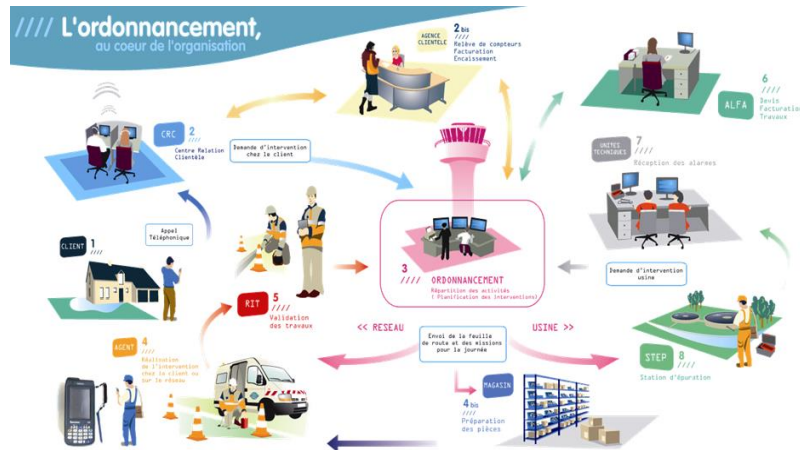 //// L'ordonnancement,
au coeur de l'organisation
AGENCE
CLIENTELE
2 bis
////
Relève de compteurs
Facturation
Encaissement
6
////
ALFA
Devis
Facturation
Travaux
CRC
2
////
Centre Relation
Clientèle
Demande d'intervention
chez le client
UNITES
TECHNIQUES
7
////
Réception des alarmes
CLIENT
1
////
Appel
Téléphonique
3
////
ORDONNANCEMENT
Répartition des activités
( Planification des interventions)
Demande d'intervention
usine
RIT
5
////
Validation
des travaux
<< RESEAU
Envoi de la feuille
de route et des missions
pour la journée
USINE >>
AGENT
4
////
Réalisation
de l'intervention
chez le client ou
sur le réseau
STEP
8
////
Station d'épuration
MAGASIN
4 bis
////
Préparation
des pièces